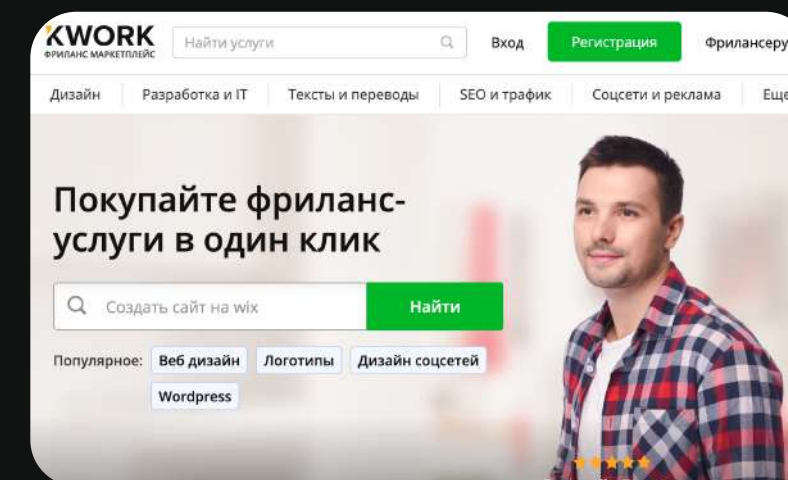 KWORK
ФРИЛАНС МАРКЕТПЛЕЙС
Найти услуги
Вход
Регистрация
Фрилансеру
Дизайн
Разработка и IT
Тексты и переводы
SEO и трафик
Соцсети и реклама
Еще
Покупайте фриланс-
услуги в один клик
Создать сайт на wix
Найти
Популярное:
Веб дизайн
Логотипы
Дизайн соцсетей
Wordpress